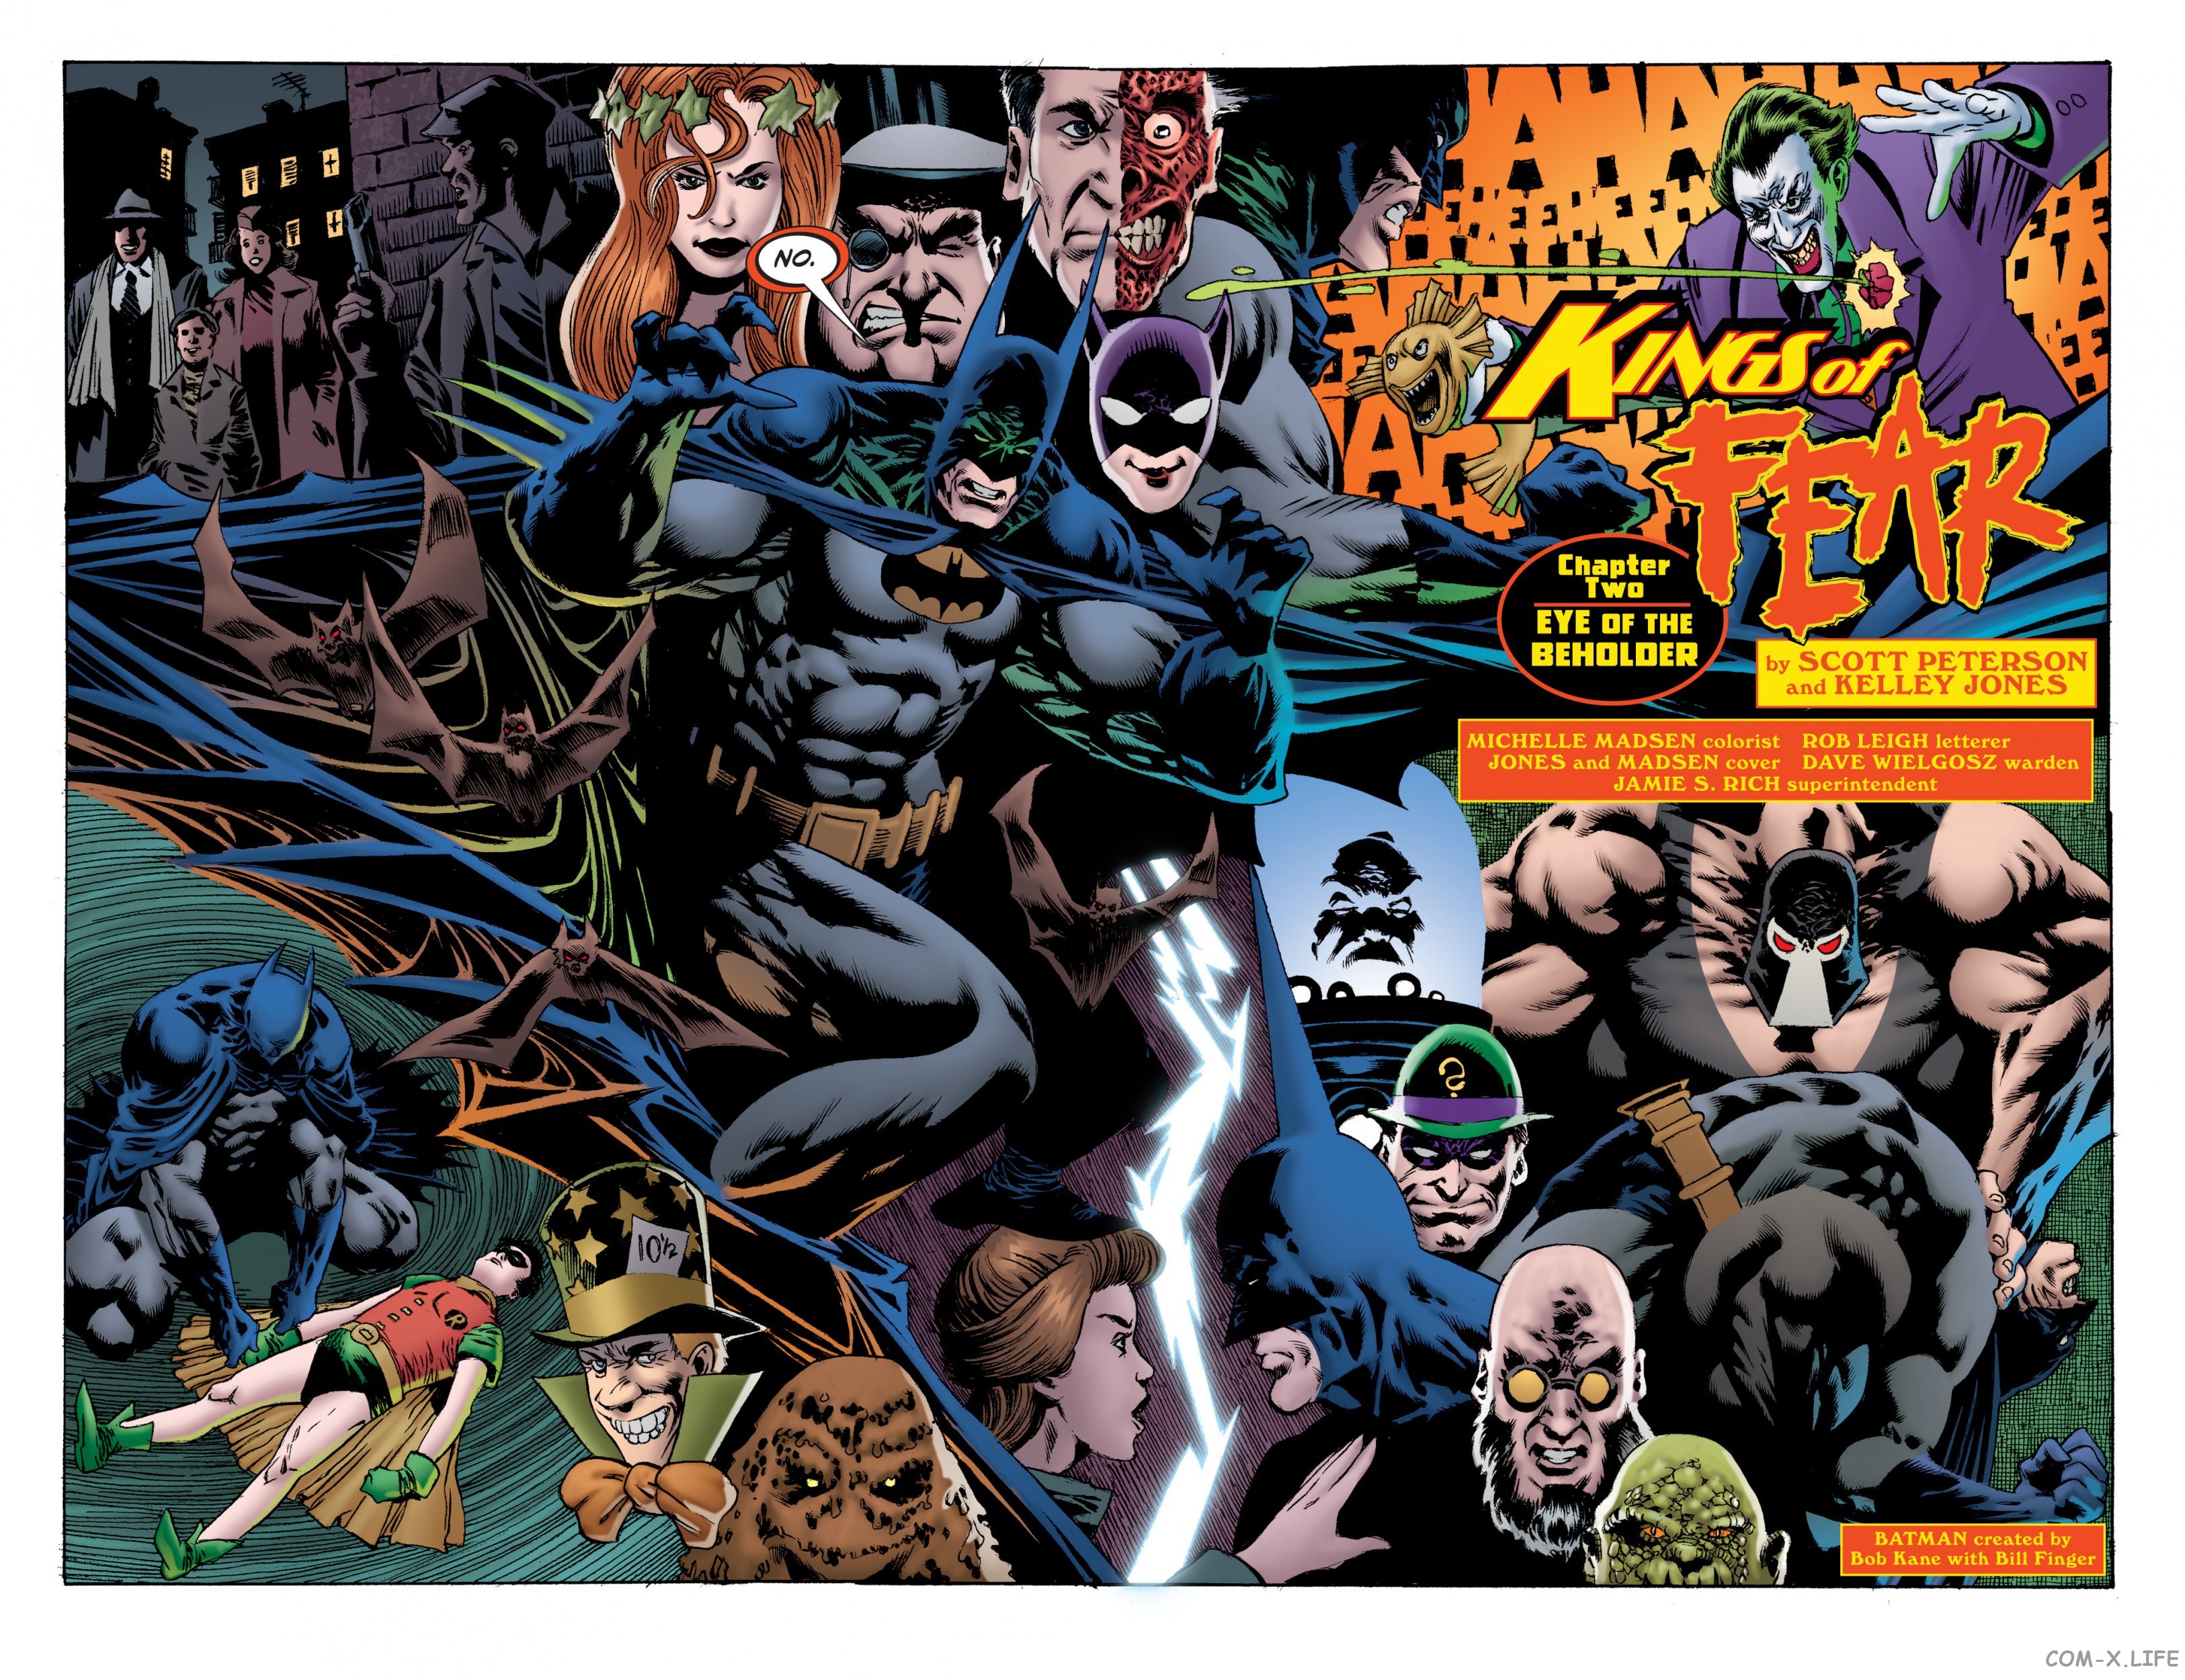 NO.
KINGS of
FEAR
Chapter
Two
EYE OF THE
BEHOLDER
by SCOTT PETERSON
and KELLEY JONES
MICHELLE MADSEN colorist ROB LEIGH letterer
JONES and MADSEN cover DAVE WIELGOSZ warden
JAMIE S. RICH superintendent
?
10 1/2
R
BATMAN created by
Bob Kane with Bill Finger
COM-X.LIFE